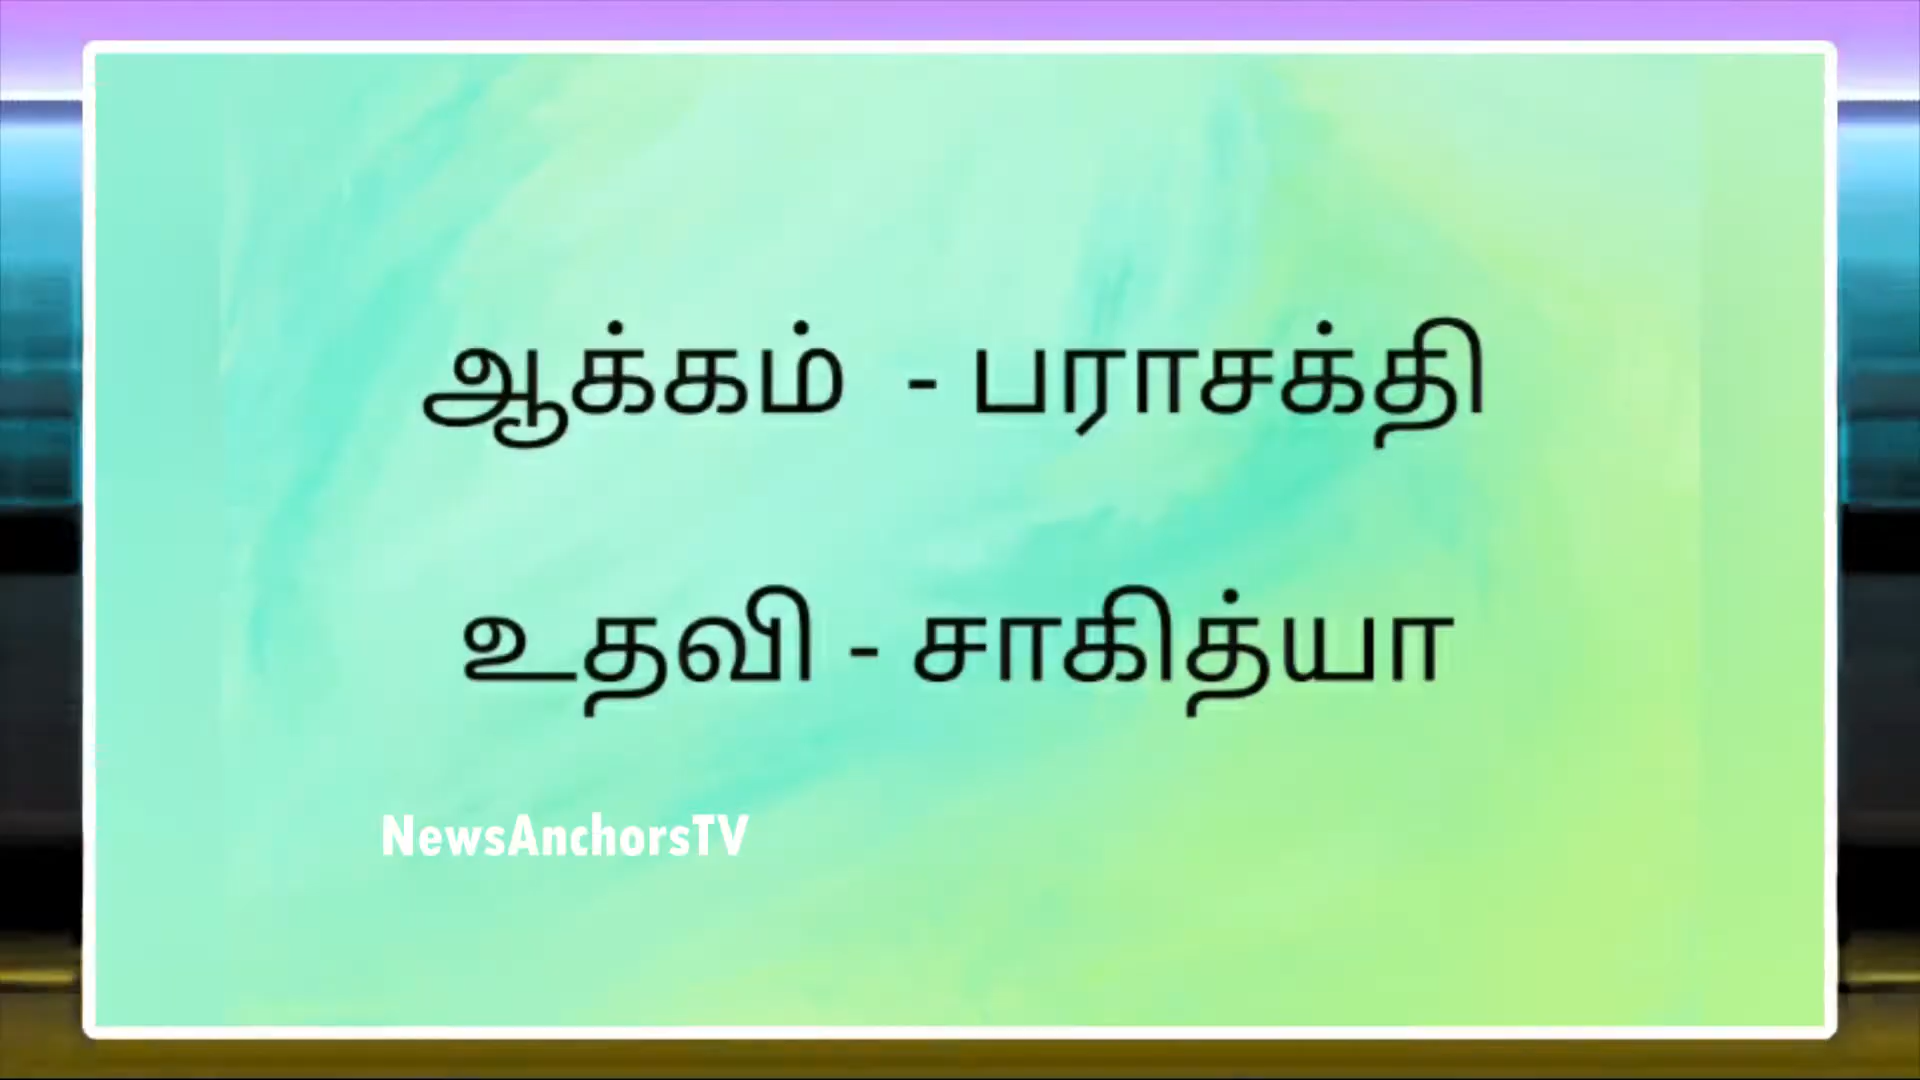 ஆக்கம் - பராசக்தி
உதவி - சாகித்யா
NewsAnchorsTV